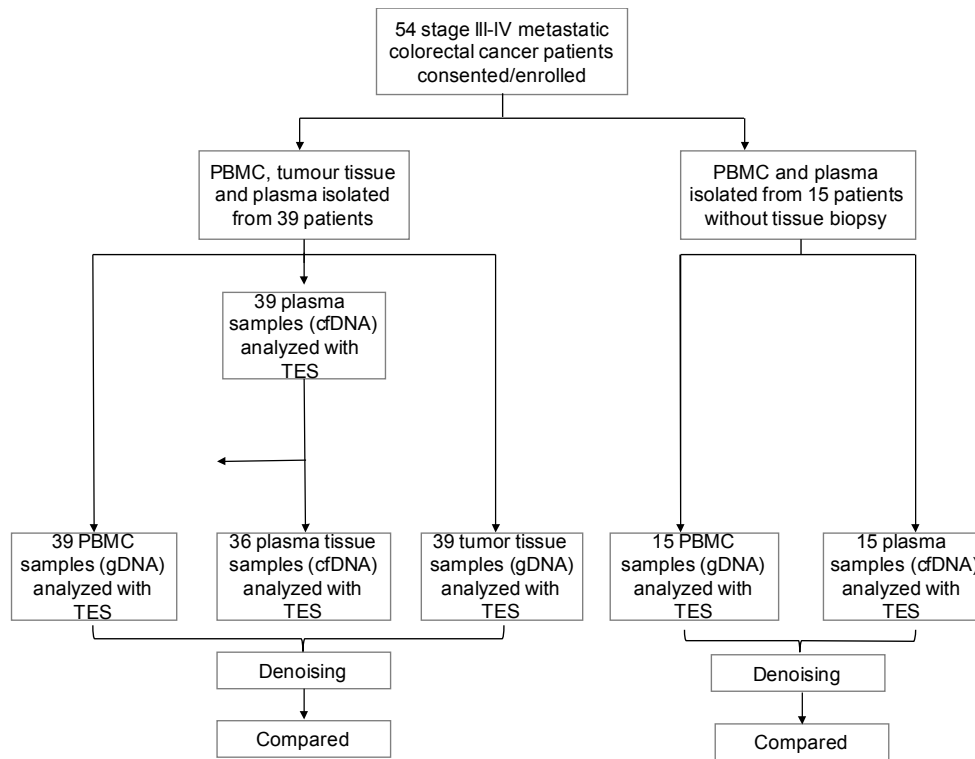 54 stage III-IV metastatic
colorectal cancer patients
consented/enrolled
PBMC, tumour tissue
and plasma isolated
from 39 patients
PBMC and plasma
isolated from 15 patients
without tissue biopsy
39 plasma
samples (cfDNA)
analyzed with
TES
39 PBMC
samples (gDNA)
analyzed with
TES
36 plasma tissue
samples (cfDNA)
analyzed with
TES
39 tumor tissue
samples (gDNA)
analyzed with
TES
15 PBMC
samples (gDNA)
analyzed with
TES
15 plasma
samples (cfDNA)
analyzed with
TES
Denoising
Compared
Denoising
Compared